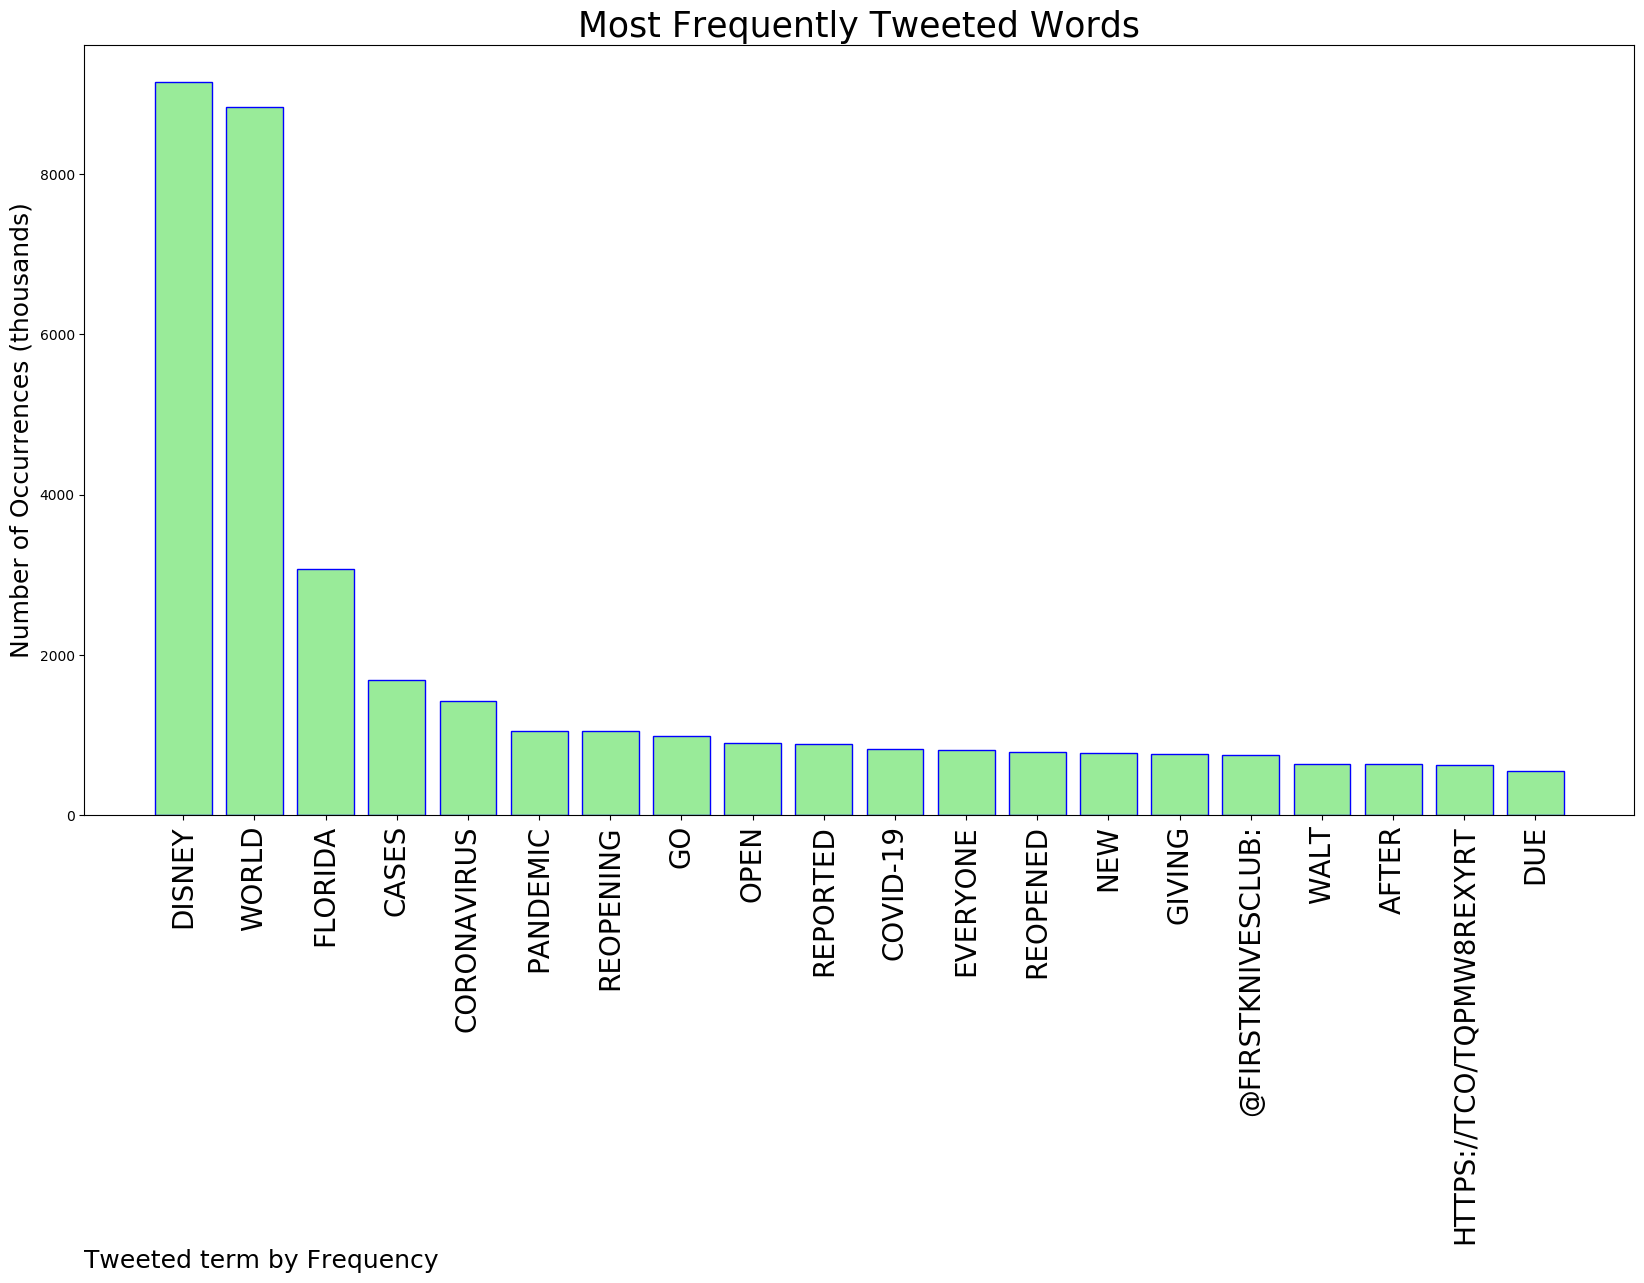 Most Frequently Tweeted Words
Number of Occurrences (thousands)
8000
6000
4000
2000
0
DISNEY
WORLD
FLORIDA
CASES
CORONAVIRUS
PANDEMIC
REOPENING
GO
OPEN
REPORTED
COVID-19
EVERYONE
REOPENED
NEW
GIVING
@FIRSTKNIVESCLUB:
WALT
AFTER
HTTPS://TCO/TQPMW8REXYRT
DUE
Tweeted term by Frequency